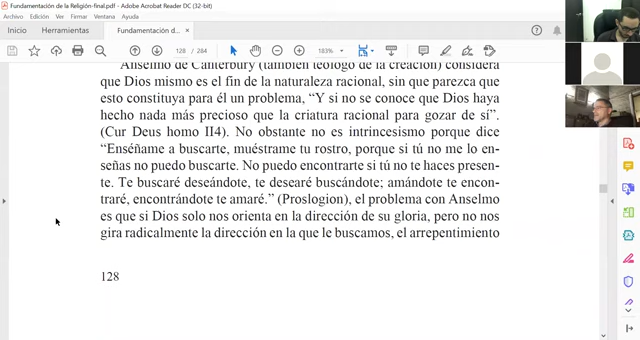 Fundamentación de la Religión-final.pdf - Adobe Acrobat Reader DC (32-bit)
Archivo Edición Ver Firmar Ventana Ayuda
Inicio Herramientas Fundamentación d... ×
128 / 284 183%
Anselmo de Canterbury (también teólogo de la creación) considera
que Dios mismo es el fin de la naturaleza racional, sin que parezca que
esto constituya para él un problema, “Y si no se conoce que Dios haya
hecho nada más precioso que la criatura racional para gozar de sí”.
(Cur Deus homo II4). No obstante no es intrincesismo porque dice
“Enséñame a buscarte, muéstrame tu rostro, porque si tú no me lo en-
señas no puedo buscarte. No puedo encontrarte si tú no te haces presen-
te. Te buscaré deseándote, te desearé buscándote; amándote te encon-
traré, encontrándote te amaré.” (Proslogion), el problema con Anselmo
es que si Dios solo nos orienta en la dirección de su gloria, pero no nos
gira radicalmente la dirección en la que le buscamos, el arrepentimiento
128